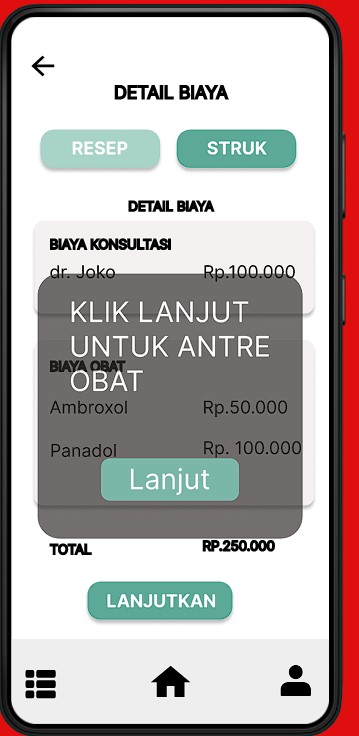 DETAIL BIAYA
RESEP STRUK
DETAIL BIAYA
BIAYA KONSULTASI
dr. Joko Rp.100.000
KLIK LANJUT
UNTUK ANTRE
OBAT
BIAYA OBAT
Ambroxol Rp.50.000
Panadol Rp. 100.000
Lanjut
TOTAL RP.250.000
LANJUTKAN